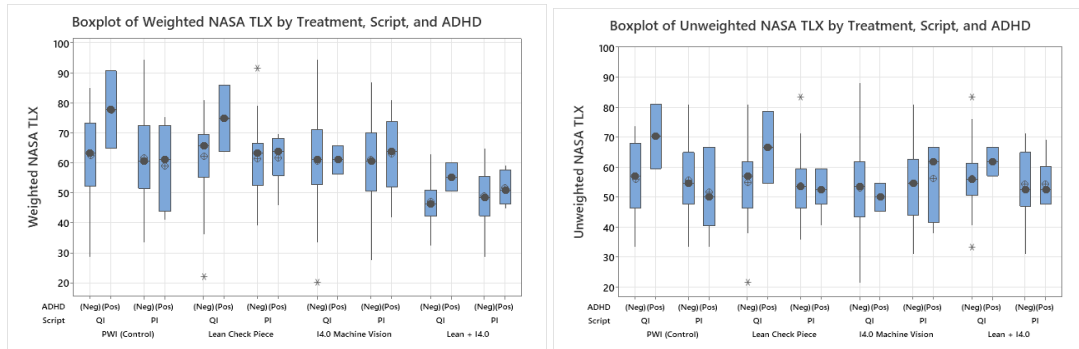 Boxplot of Weighted NASA TLX by Treatment, Script, and ADHD
100
90
80
70
60
50
40
30
20
Weighted NASA TLX
ADHD (Neg)(Pos) (Neg)(Pos) (Neg)(Pos) (Neg)(Pos) (Neg)(Pos) (Neg)(Pos) (Neg)(Pos) (Neg)(Pos)
Script QI PI QI PI QI PI QI PI
PWI (Control) Lean Check Piece I4.0 Machine Vision Lean + I4.0
Boxplot of Unweighted NASA TLX by Treatment, Script, and ADHD
100
90
80
70
60
50
40
30
20
Unweighted NASA TLX
ADHD (Neg)(Pos) (Neg)(Pos) (Neg)(Pos) (Neg)(Pos) (Neg)(Pos) (Neg)(Pos) (Neg)(Pos) (Neg)(Pos)
Script QI PI QI PI QI PI QI PI
PWI (Control) Lean Check Piece I4.0 Machine Vision Lean + I4.0